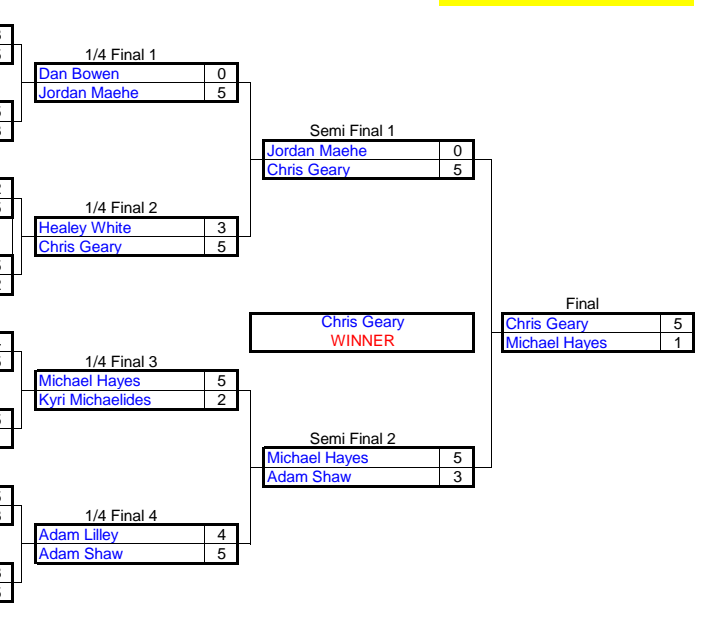 1/4 Final 1
Dan Bowen 0
Jordan Maehe 5
Semi Final 1
Jordan Maehe 0
Chris Geary 5
1/4 Final 2
Healey White 3
Chris Geary 5
Final
Chris Geary 5
Michael Hayes 1
Chris Geary
WINNER
1/4 Final 3
Michael Hayes 5
Kyri Michaelides 2
Semi Final 2
Michael Hayes 5
Adam Shaw 3
1/4 Final 4
Adam Lilley 4
Adam Shaw 5